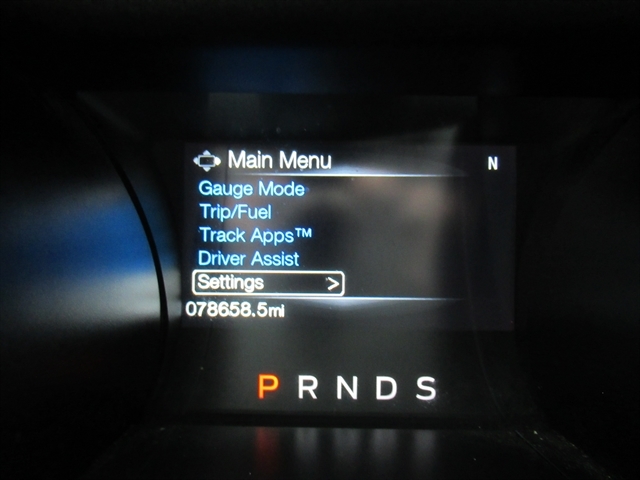 Main Menu N
Gauge Mode
Trip/Fuel
Track Apps™
Driver Assist
Settings >
078658.5mi
P R N D S